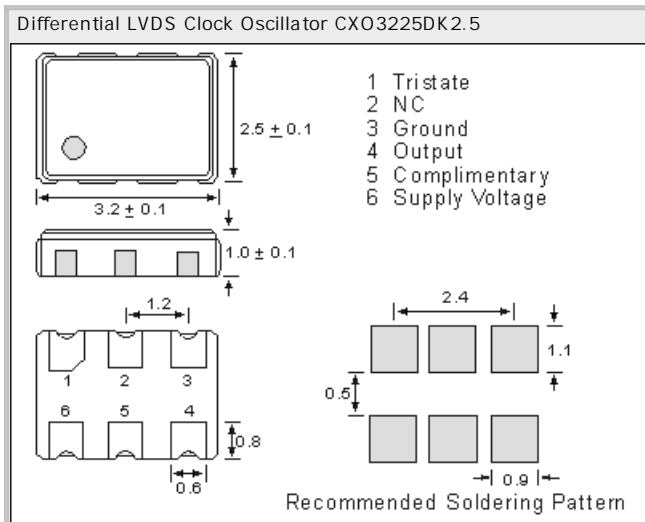 Differential LVDS Clock Oscillator CXO3225DK2.5
2.5 ± 0.1
3.2 ± 0.1
1.0 ± 0.1
1 Tristate
2 NC
3 Ground
4 Output
5 Complimentary
6 Supply Voltage
1.2
1 2 3
6 5 4
0.8
0.6
2.4
1.1
0.5
0.9
Recommended Soldering Pattern